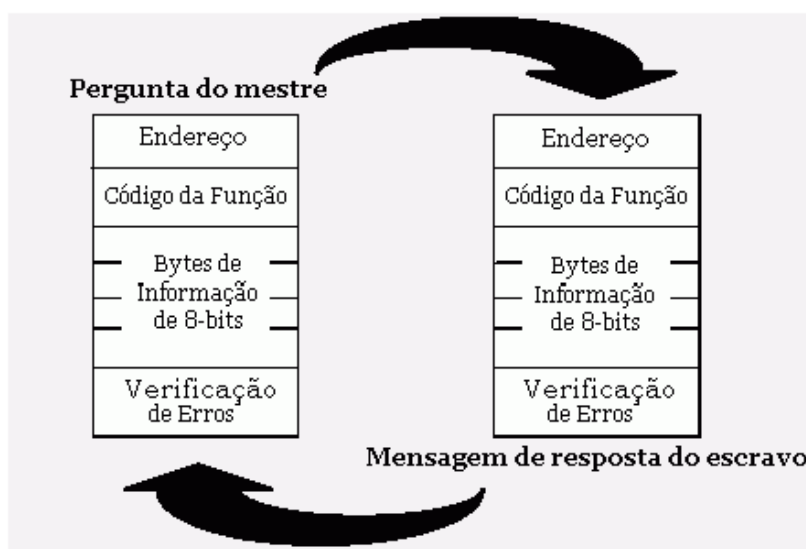 Pergunta do mestre
Endereço
Código da Função
Bytes de
Informação
de 8-bits
Verificação
de Erros
Endereço
Código da Função
Bytes de
Informação
de 8-bits
Verificação
de Erros
Mensagem de resposta do escravo